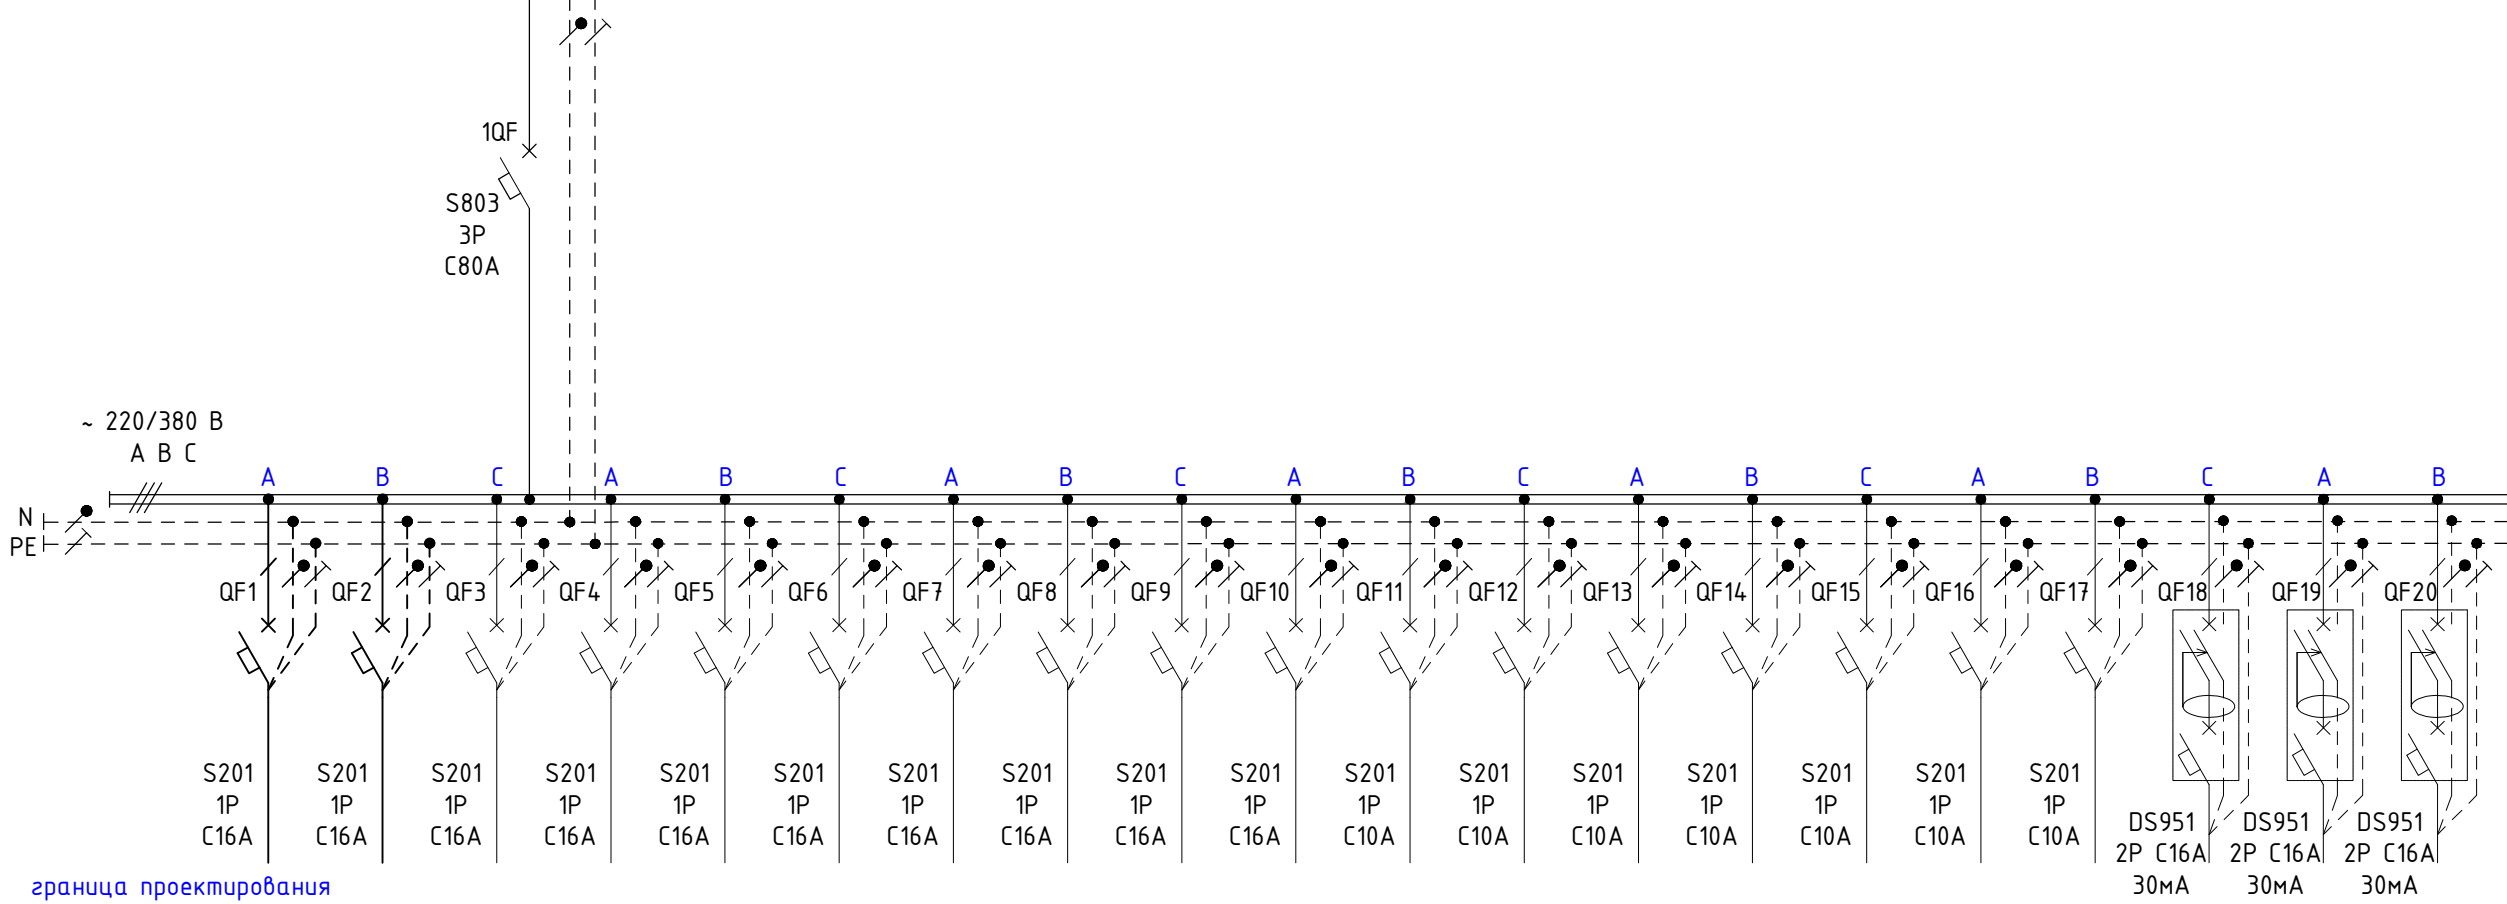 1QF
S803
3P
C80A
~ 220/380 В
A B C
A B C A B C A B C A B C A B C A B C A B
N
PE
QF1 QF2 QF3 QF4 QF5 QF6 QF7 QF8 QF9 QF10 QF11 QF12 QF13 QF14 QF15 QF16 QF17 QF18 QF19 QF20
S201 S201 S201 S201 S201 S201 S201 S201 S201 S201 S201 S201 S201 S201 S201 S201 S201
1P 1P 1P 1P 1P 1P 1P 1P 1P 1P 1P 1P 1P 1P 1P 1P 1P
C16A C16A C16A C16A C16A C16A C16A C16A C16A C16A C10A C10A C10A C10A C10A C10A C10A
DS951 DS951 DS951
2P C16A 2P C16A 2P C16A
30мА 30мА 30мА
граница проектирования